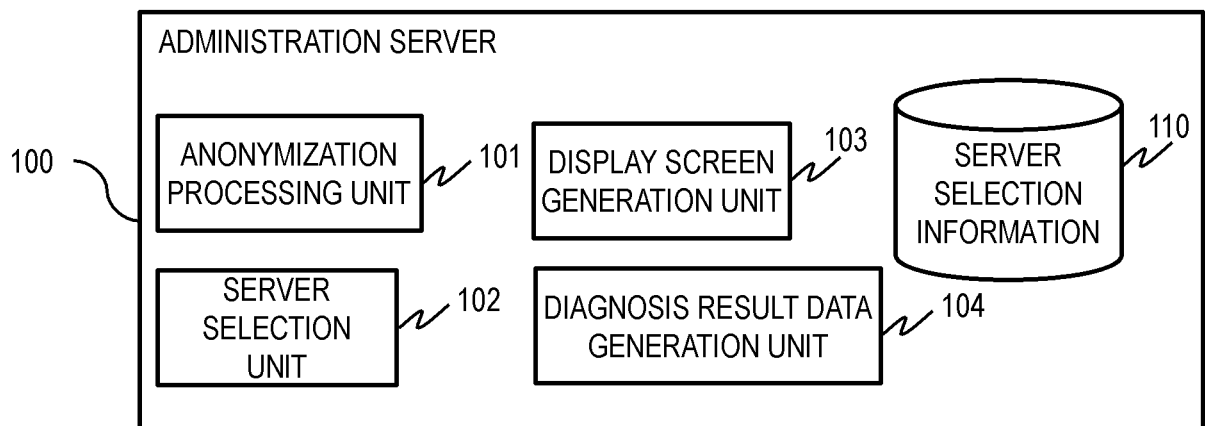 ADMINISTRATION SERVER
100
ANONYMIZATION
PROCESSING UNIT
101
DISPLAY SCREEN
GENERATION UNIT
103
SERVER
SELECTION
INFORMATION
110
SERVER
SELECTION
UNIT
102
DIAGNOSIS RESULT DATA
GENERATION UNIT
104